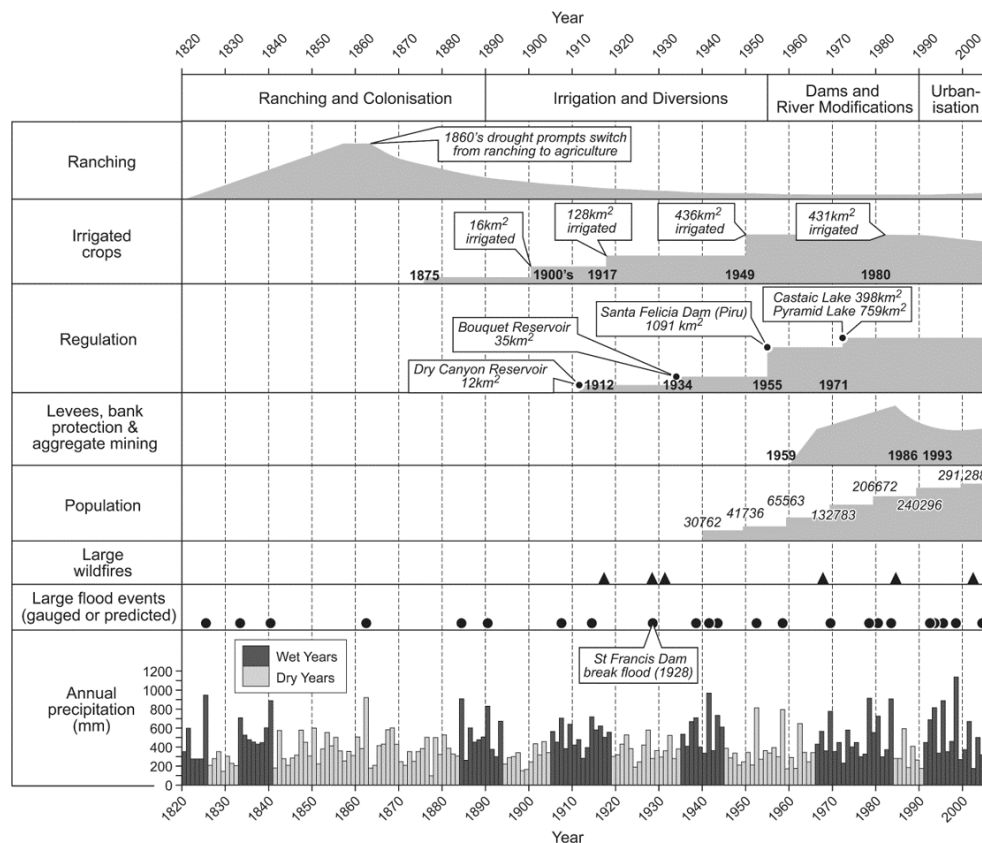 Year
1820 1830 1840 1850 1860 1870 1880 1890 1900 1910 1920 1930 1940 1950 1960 1970 1980 1990 2000
Ranching and Colonisation
Irrigation and Diversions
Dams and
River Modifications
Urban-
isation
Ranching
1860's drought prompts switch
from ranching to agriculture
Irrigated
crops
16km²
irrigated
128km²
irrigated
436km²
irrigated
431km²
irrigated
1875 1900's 1917 1949 1980
Regulation
Dry Canyon Reservoir
12km²
Bouquet Reservoir
35km²
Santa Felicia Dam (Piru)
1091 km²
Castaic Lake 398km²
Pyramid Lake 759km²
1912 1934 1955 1971
Levees, bank
protection &
aggregate mining
1959 1986 1993
Population
30762 41736 65563 132783 206672 240296 291,288
Large
wildfires
Large flood events
(gauged or predicted)
St Francis Dam
break flood (1928)
Wet Years
Dry Years
Annual
precipitation
(mm)
1200
1000
800
600
400
200
0
1820 1830 1840 1850 1860 1870 1880 1890 1900 1910 1920 1930 1940 1950 1960 1970 1980 1990 2000
Year